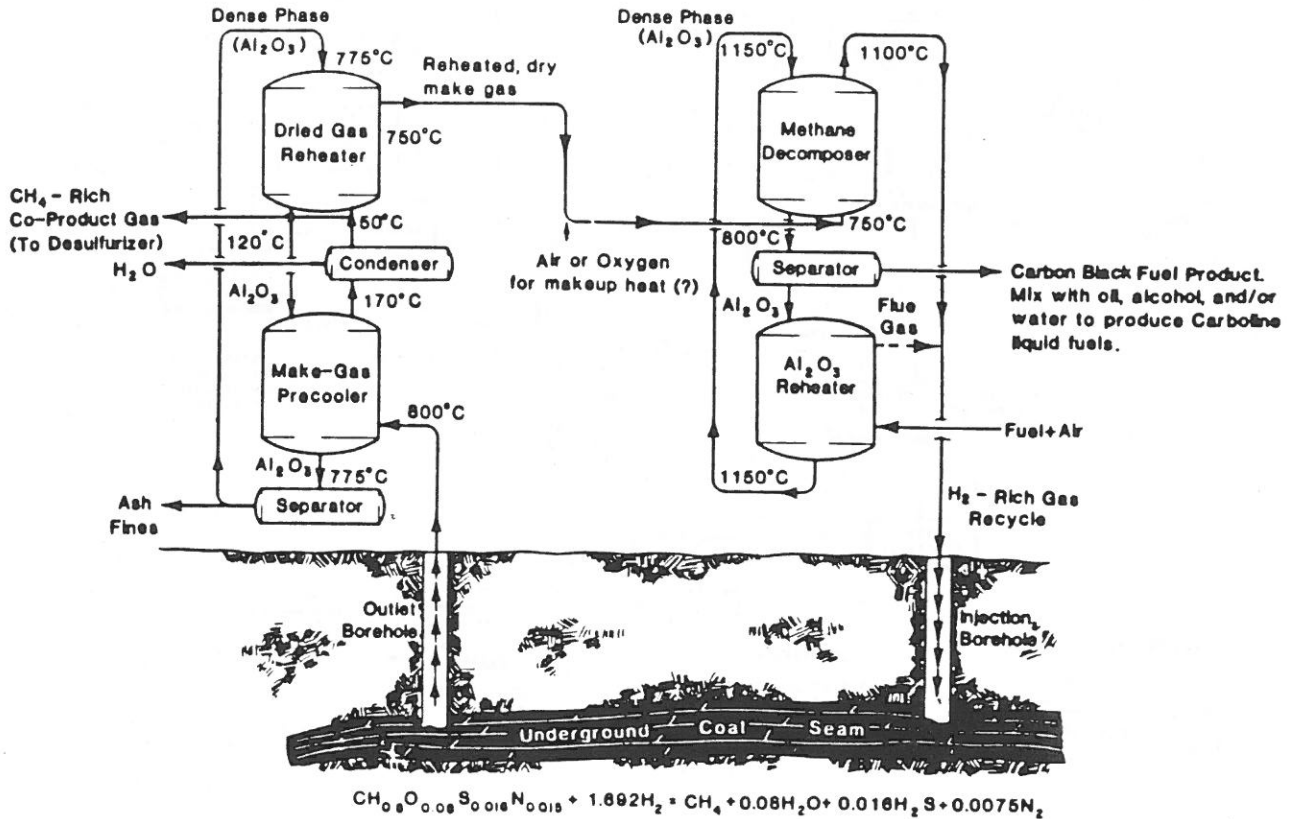 Dense Phase
(Al₂O₃)
775°C
Dried Gas
Reheater
750°C
Reheated, dry
make gas
CH₄ – Rich
Co-Product Gas
(To Desulfurizer)
120°C
50°C
H₂O
Condenser
Al₂O₃
170°C
Make-Gas
Precooler
800°C
Al₂O₃
775°C
Ash
Fines
Separator
Air or Oxygen
for makeup heat (?)
Dense Phase
(Al₂O₃)
1150°C
1100°C
Methane
Decomposer
800°C
750°C
Separator
Carbon Black Fuel Product.
Mix with oil, alcohol, and/or
water to produce Carboline
liquid fuels.
Al₂O₃
Flue
Gas
Al₂O₃
Reheater
Fuel+Air
1150°C
H₂ – Rich Gas
Recycle
Outlet
Borehole
Injection
Borehole
Underground Coal Seam
CH₀.₈O₀.₀₈S₀.₀₁₆N₀.₀₁₅ + 1.692H₂ = CH₄ + 0.08H₂O + 0.016H₂S + 0.0075N₂